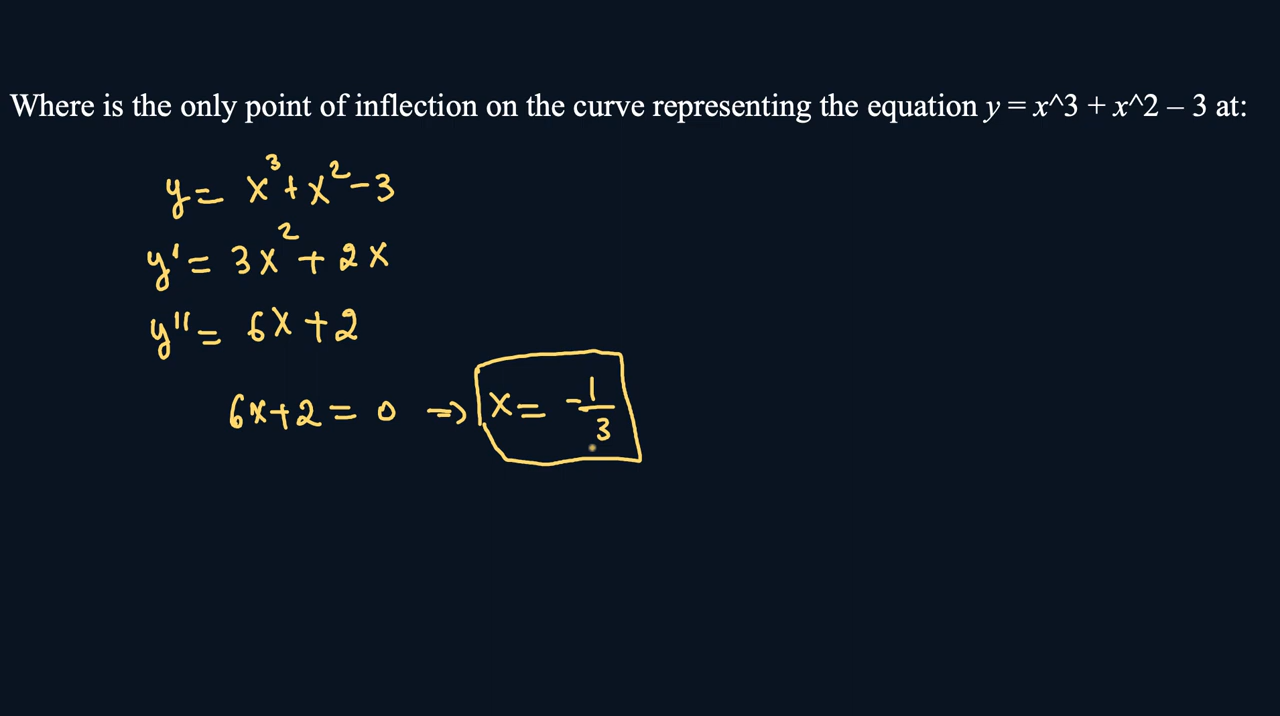 Where is the only point of inflection on the curve representing the equation y = x^3 + x^2 – 3 at:
y = x³ + x² - 3
y' = 3x² + 2x
y" = 6x + 2
6x + 2 = 0 => x = -1/3